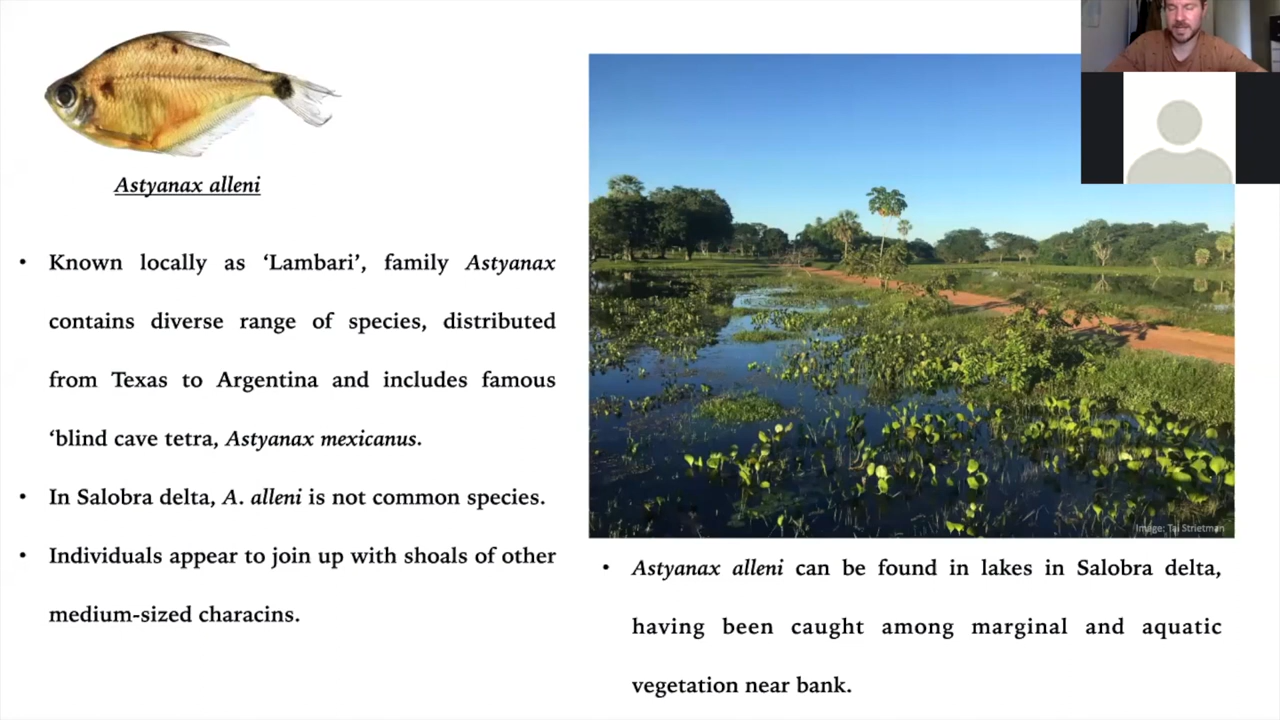 Astyanax alleni
• Known locally as ‘Lambari’, family Astyanax
contains diverse range of species, distributed
from Texas to Argentina and includes famous
‘blind cave tetra, Astyanax mexicanus.
• In Salobra delta, A. alleni is not common species.
• Individuals appear to join up with shoals of other
medium-sized characins.
Image: Tai Strietman
• Astyanax alleni can be found in lakes in Salobra delta,
having been caught among marginal and aquatic
vegetation near bank.